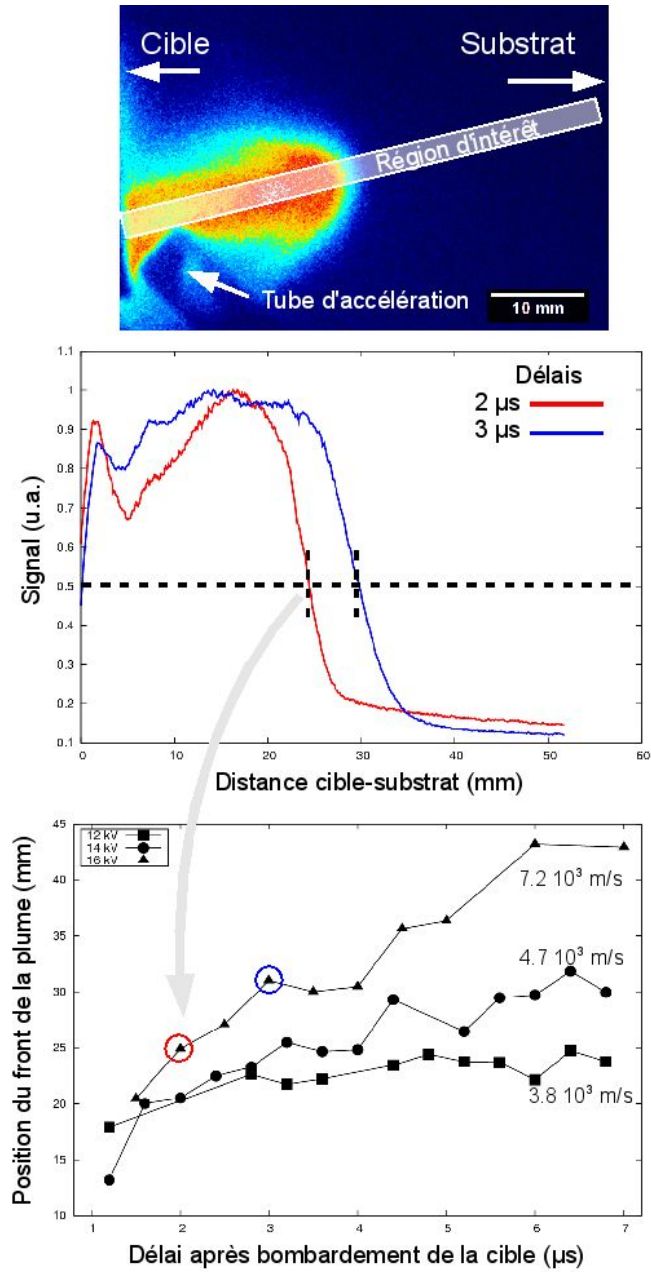 Cible
Substrat
Région d'intérêt
Tube d'accélération
10 mm
1.1
1
0.9
0.8
0.7
0.6
0.5
0.4
0.3
0.2
0.1
Signal (u.a.)
Délais
2 µs
3 µs
0 10 20 30 40 50 60
Distance cible-substrat (mm)
45
40
35
30
25
20
15
10
Position du front de la plume (mm)
12 kV
14 kV
16 kV
7.2 10³ m/s
4.7 10³ m/s
3.8 10³ m/s
1 2 3 4 5 6 7
Délai après bombardement de la cible (µs)